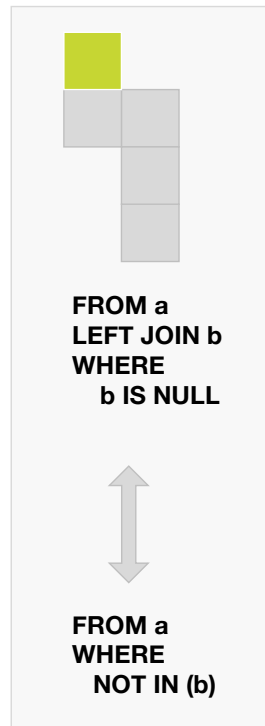 FROM a
LEFT JOIN b
WHERE
b IS NULL
FROM a
WHERE
NOT IN (b)